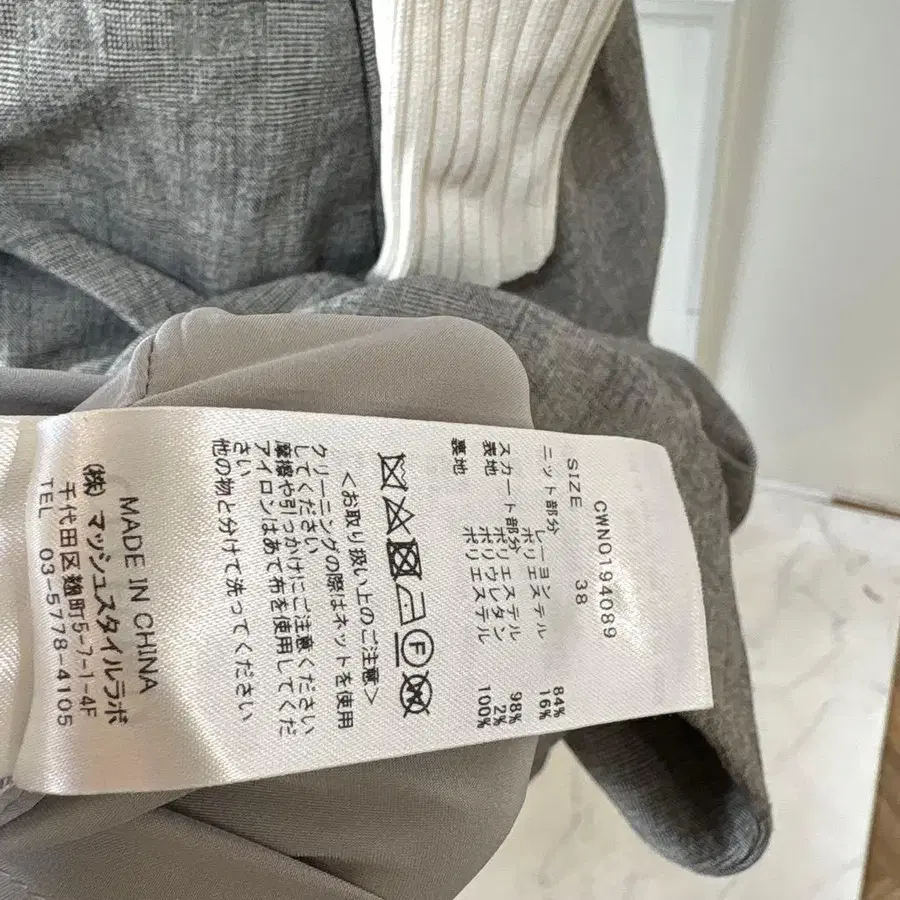 CWN0194089
SIZE 38
ニット部分 レーヨン 84%
ポリエステル 16%
スカート部分
表地 ポリエステル 98%
ポリウレタン 2%
裏地 ポリエステル 100%
F
<お取り扱い上のご注意>
クリーニングの際はネットを使用
してください
摩擦や引っかけにご注意ください
アイロンはあて布を使用してくだ
さい
他の物と分けて洗ってください
MADE IN CHINA
(株)マッシュスタイルラボ
千代田区麹町5-7-1-4F
TEL 03-5778-4105